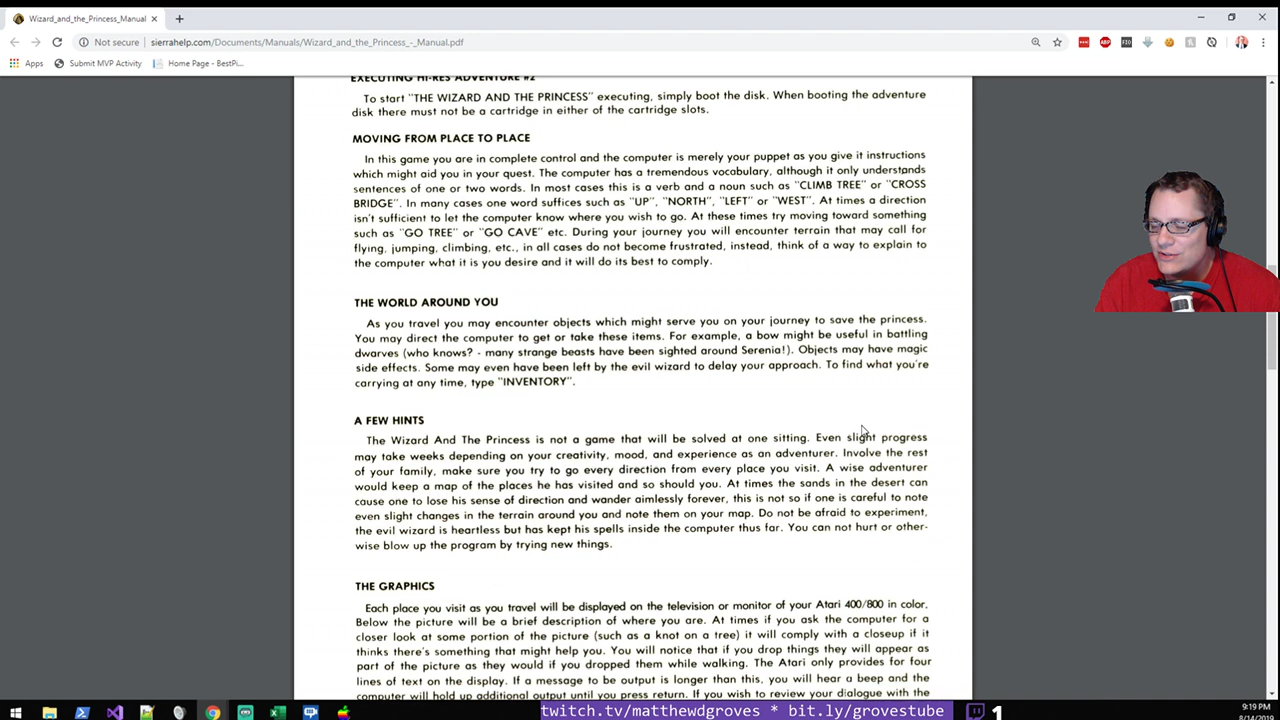 Wizard_and_the_Princess_Manual
Not secure
sierrahelp.com/Documents/Manuals/Wizard_and_the_Princess_-_Manual.pdf
ABP
FIO
Apps
Submit MVP Activity
Home Page - BestPi...
EXECUTING HI-RES ADVENTURE #2
To start "THE WIZARD AND THE PRINCESS" executing, simply boot the disk. When booting the adventure
disk there must not be a cartridge in either of the cartridge slots.
MOVING FROM PLACE TO PLACE
In this game you are in complete control and the computer is merely your puppet as you give it instructions
which might aid you in your quest. The computer has a tremendous vocabulary, although it only understands
sentences of one or two words. In most cases this is a verb and a noun such as "CLIMB TREE" or "CROSS
BRIDGE". In many cases one word suffices such as "UP", "NORTH", "LEFT" or "WEST". At times a direction
isn't sufficient to let the computer know where you wish to go. At these times try moving toward something
such as "GO TREE" or "GO CAVE" etc. During your journey you will encounter terrain that may call for
flying, jumping, climbing, etc., in all cases do not become frustrated, instead, think of a way to explain to
the computer what it is you desire and it will do its best to comply.
THE WORLD AROUND YOU
As you travel you may encounter objects which might serve you on your journey to save the princess.
You may direct the computer to get or take these items. For example, a bow might be useful in battling
dwarves (who knows? - many strange beasts have been sighted around Serenia!). Objects may have magic
side effects. Some may even have been left by the evil wizard to delay your approach. To find what you're
carrying at any time, type "INVENTORY".
A FEW HINTS
The Wizard And The Princess is not a game that will be solved at one sitting. Even slight progress
may take weeks depending on your creativity, mood, and experience as an adventurer. Involve the rest
of your family, make sure you try to go every direction from every place you visit. A wise adventurer
would keep a map of the places he has visited and so should you. At times the sands in the desert can
cause one to lose his sense of direction and wander aimlessly forever, this is not so if one is careful to note
even slight changes in the terrain around you and note them on your map. Do not be afraid to experiment,
the evil wizard is heartless but has kept his spells inside the computer thus far. You can not hurt or other-
wise blow up the program by trying new things.
THE GRAPHICS
Each place you visit as you travel will be displayed on the television or monitor of your Atari 400/800 in color.
Below the picture will be a brief description of where you are. At times if you ask the computer for a
closer look at some portion of the picture (such as a knot on a tree) it will comply with a closeup if it
thinks there's something that might help you. You will notice that if you drop things they will appear as
part of the picture as they would if you dropped them while walking. The Atari only provides for four
lines of text on the display. If a message to be output is longer than this, you will hear a beep and the
computer will hold up additional output until you press return. If you wish to review your dialogue with the
twitch.tv/matthewdgroves * bit.ly/grovestube
1
9:19 PM